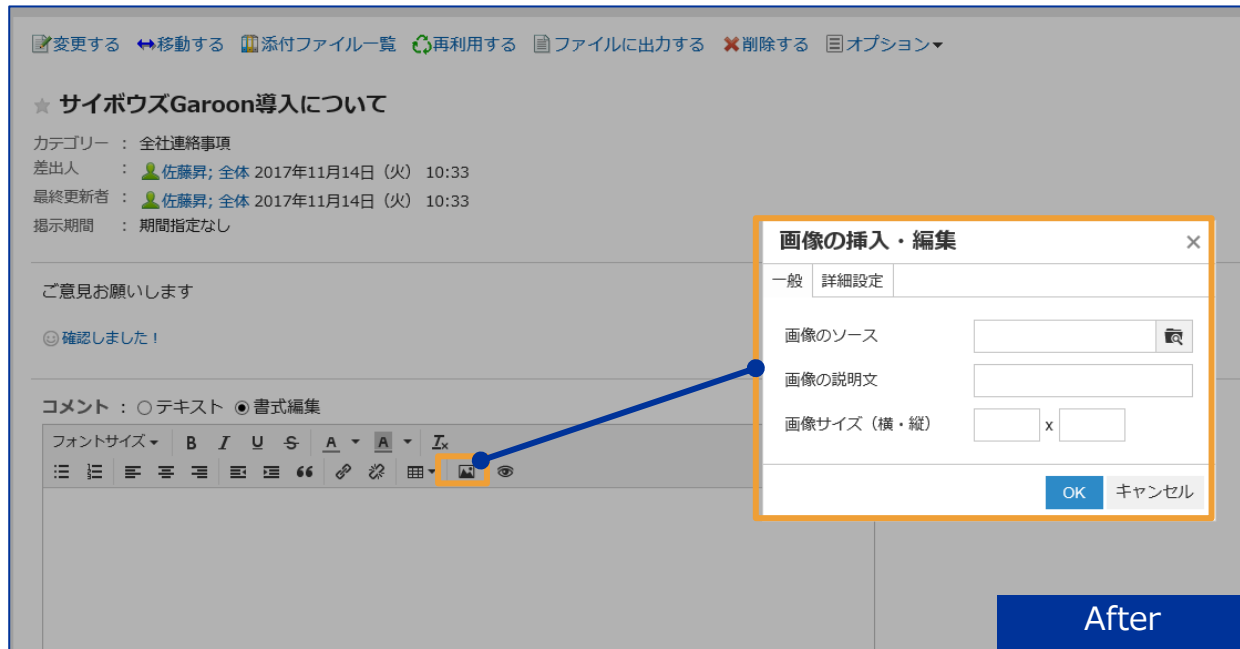 変更する 移動する 添付ファイル一覧 再利用する ファイルに出力する 削除する オプション
サイボウズGaroon導入について
カテゴリー : 全社連絡事項
差出人 : 佐藤昇; 全体 2017年11月14日（火） 10:33
最終更新者 : 佐藤昇; 全体 2017年11月14日（火） 10:33
掲示期間 : 期間指定なし
ご意見お願いします
確認しました！
コメント : テキスト 書式編集
フォントサイズ B I U S A A Tx
画像の挿入・編集 ×
一般 詳細設定
画像のソース
画像の説明文
画像サイズ（横・縦） x
OK キャンセル
After